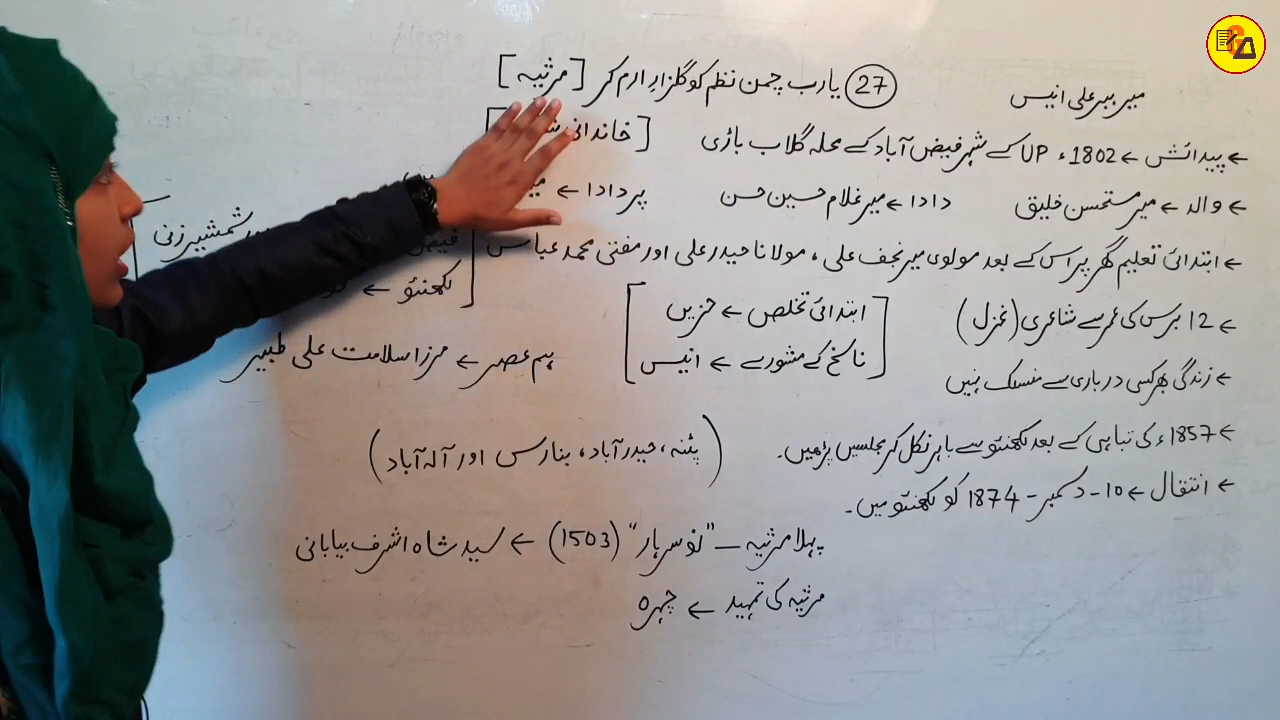 میر ببر علی انیس
27 یارب چمن نظم کو گلزارِ ارم کر [مرثیہ]
← پیدائش ← 1802ء UP کے شہر فیض آباد کے محلہ گلاب باڑی [خاندانی
← والد ← میر مستحسن خلیق دادا ← میر غلام حسین حسن پردادا ←
← ابتدائی تعلیم گھر پر اس کے بعد مولوی میر نجف علی، مولانا حیدر علی اور مفتی محمد عباس
شمشیر زنی
لکھنئو ←
← 12 برس کی عمر سے شاعری (غزل) [ابتدائی تخلص ← حزیں
ناسخ کے مشورے ← انیس]
ہم عصر ← مرزا سلامت علی طبیر
← زندگی بھر کسی درباری سے منسلک نہیں
← 1857ء کی تباہی کے بعد لکھنئو سے باہر نکل کر مجلسیں پڑھیں۔ (پٹنہ، حیدرآباد، بنارس اور آلہ آباد)
← انتقال ← 10 - دسمبر - 1874 کو لکھنئو میں۔
پہلا مرثیہ – "نوسرہار" (1503) ← سید شاہ اشرف بیابانی
مرثیہ کی تمہید ← چہرہ